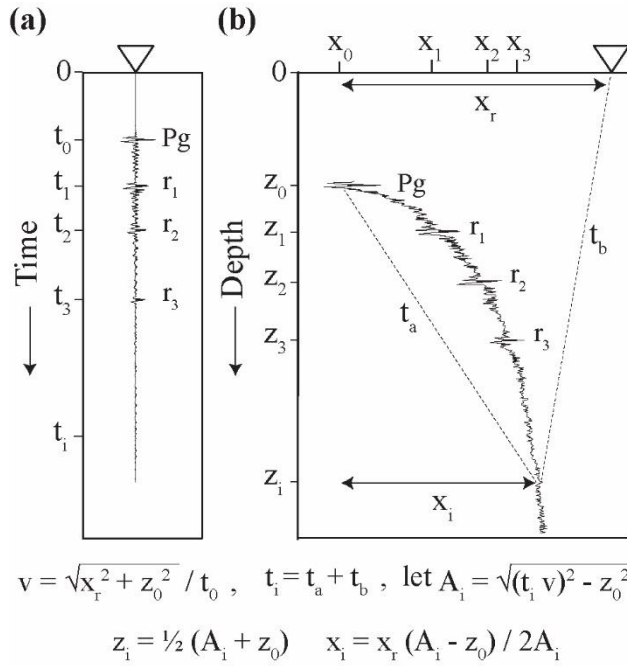 (a)
0
t₀ Pg
t₁ r₁
t₂ r₂
t₃ r₃
tᵢ
Time
(b)
x₀ x₁ x₂ x₃
0
xᵣ
z₀ Pg
z₁ r₁
z₂ r₂
z₃ r₃
zᵢ
Depth
tₐ
t_b
xᵢ
v = √(xᵣ² + z₀²) / t₀ , tᵢ = tₐ + t_b , let Aᵢ = √((tᵢ v)² - z₀²
zᵢ = ½ (Aᵢ + z₀) xᵢ = xᵣ (Aᵢ - z₀) / 2Aᵢ